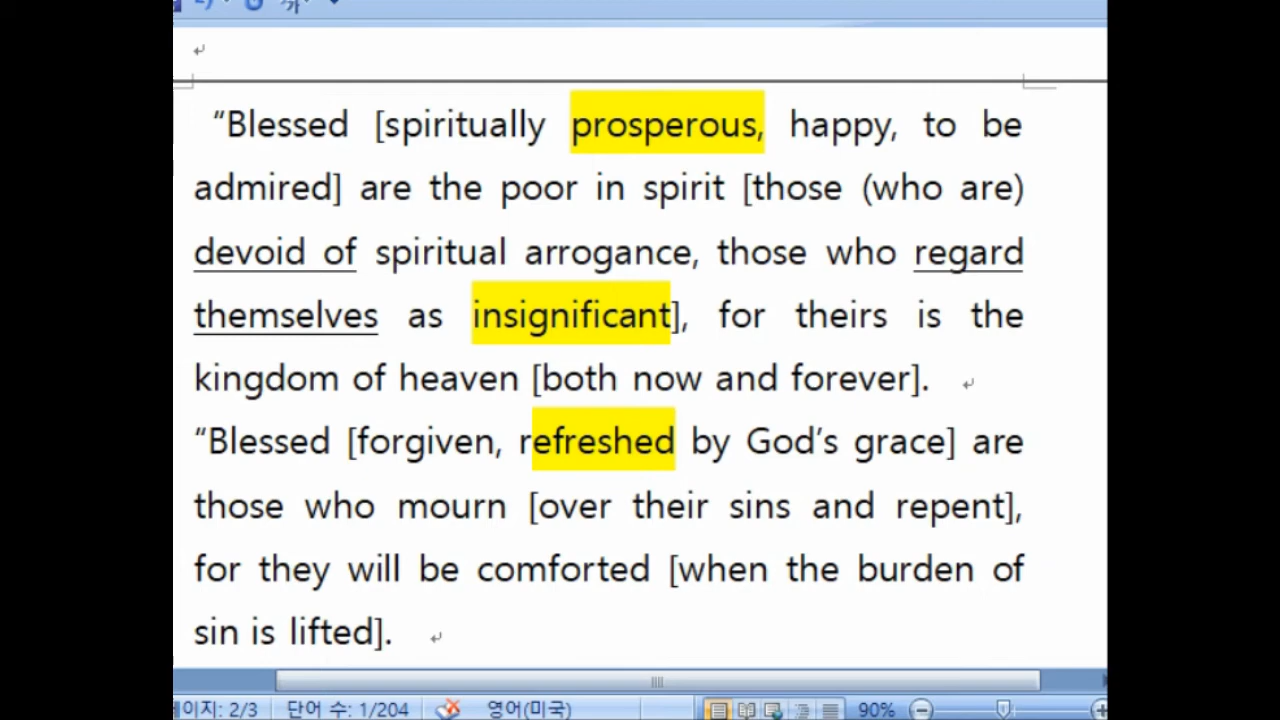 “Blessed [spiritually prosperous, happy, to be
admired] are the poor in spirit [those (who are)
devoid of spiritual arrogance, those who regard
themselves as insignificant], for theirs is the
kingdom of heaven [both now and forever].
“Blessed [forgiven, refreshed by God’s grace] are
those who mourn [over their sins and repent],
for they will be comforted [when the burden of
sin is lifted].
이지: 2/3 단어 수: 1/204 영어(미국) 90%